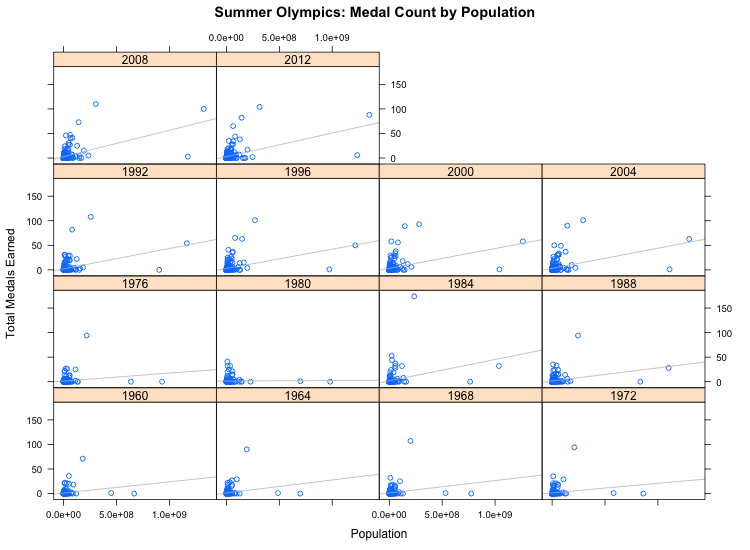 Summer Olympics: Medal Count by Population
0.0e+00 5.0e+08 1.0e+09
2008 2012
150
100
50
0
1992 1996 2000 2004
150
100
50
0
1976 1980 1984 1988
150
100
50
0
1960 1964 1968 1972
150
100
50
0
0.0e+00 5.0e+08 1.0e+09 0.0e+00 5.0e+08 1.0e+09
Total Medals Earned
Population